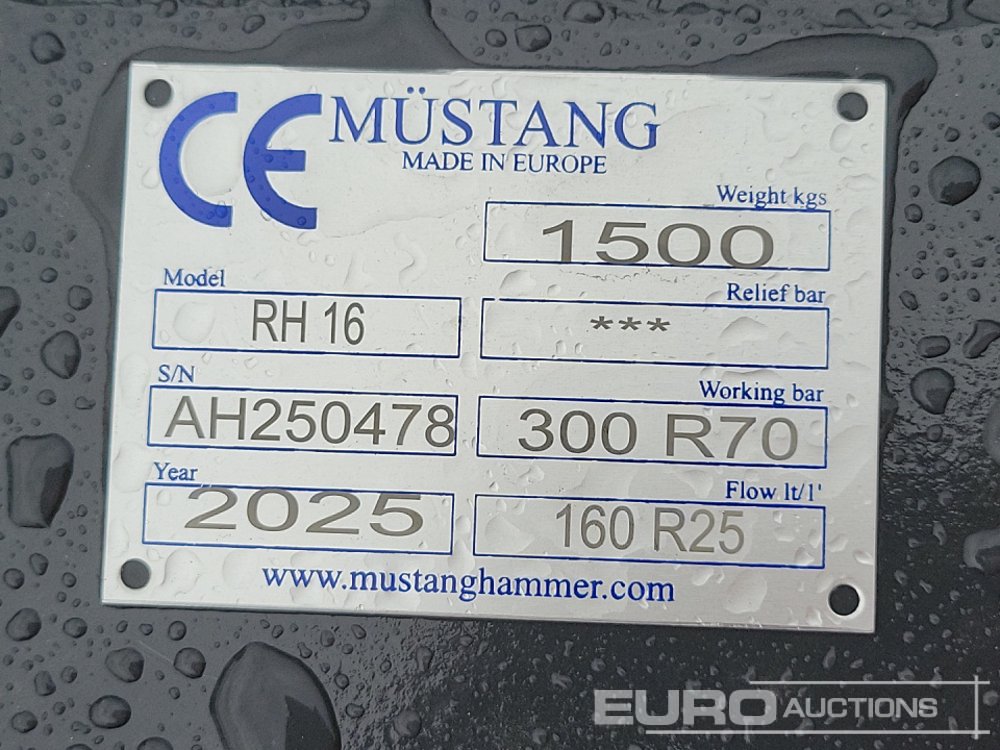 CE MÜSTANG
MADE IN EUROPE
Weight kgs
1500
Model
RH 16
Relief bar
***
S/N
AH250478
Working bar
300 R70
Year
2025
Flow lt/1'
160 R25
www.mustanghammer.com
EURO AUCTIONS